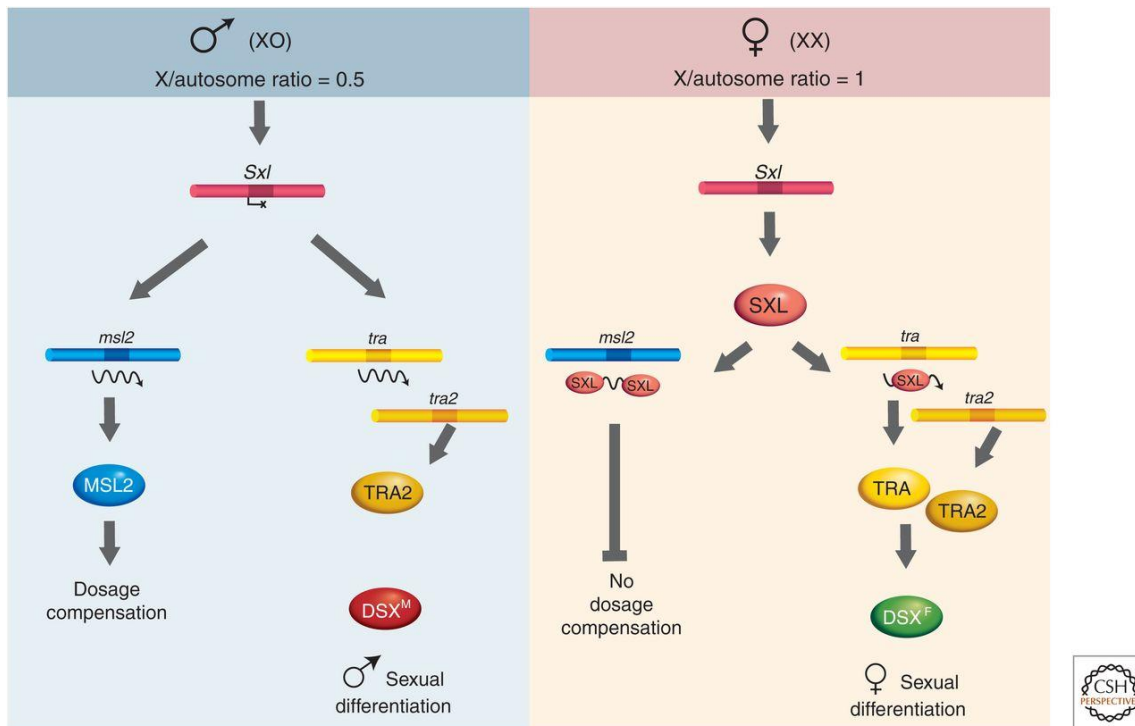 ♂ (XO)
X/autosome ratio = 0.5
Sxl
msl2
tra
tra2
MSL2
TRA2
Dosage
compensation
DSXᴹ
♂ Sexual
differentiation
♀ (XX)
X/autosome ratio = 1
Sxl
SXL
msl2
SXL SXL
tra
SXL
tra2
TRA
TRA2
No
dosage
compensation
DSXꟳ
♀ Sexual
differentiation
CSH
PERSPECTIVES